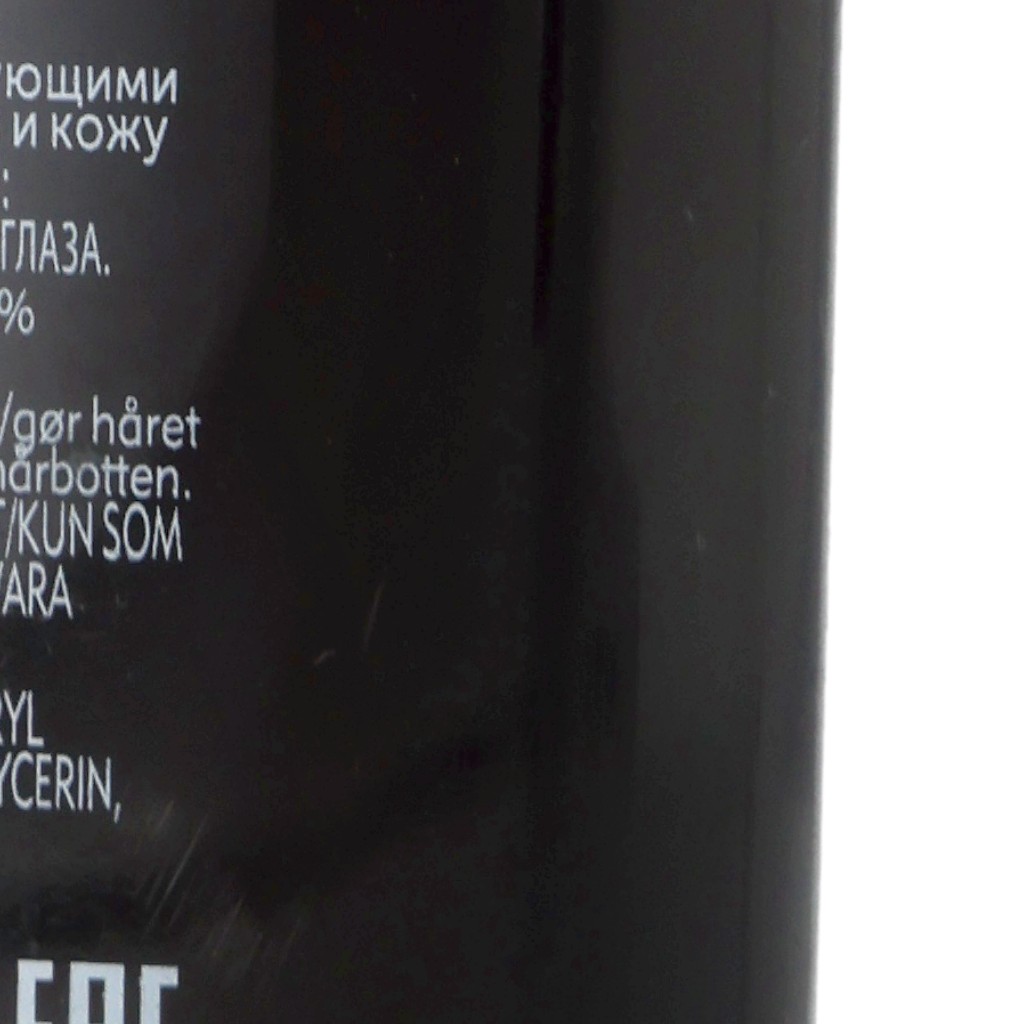 ющими
и кожу
:
ГЛАЗА.
%
/gør håret
hårbotten.
/KUN SOM
VARA
RYL
YCERIN,